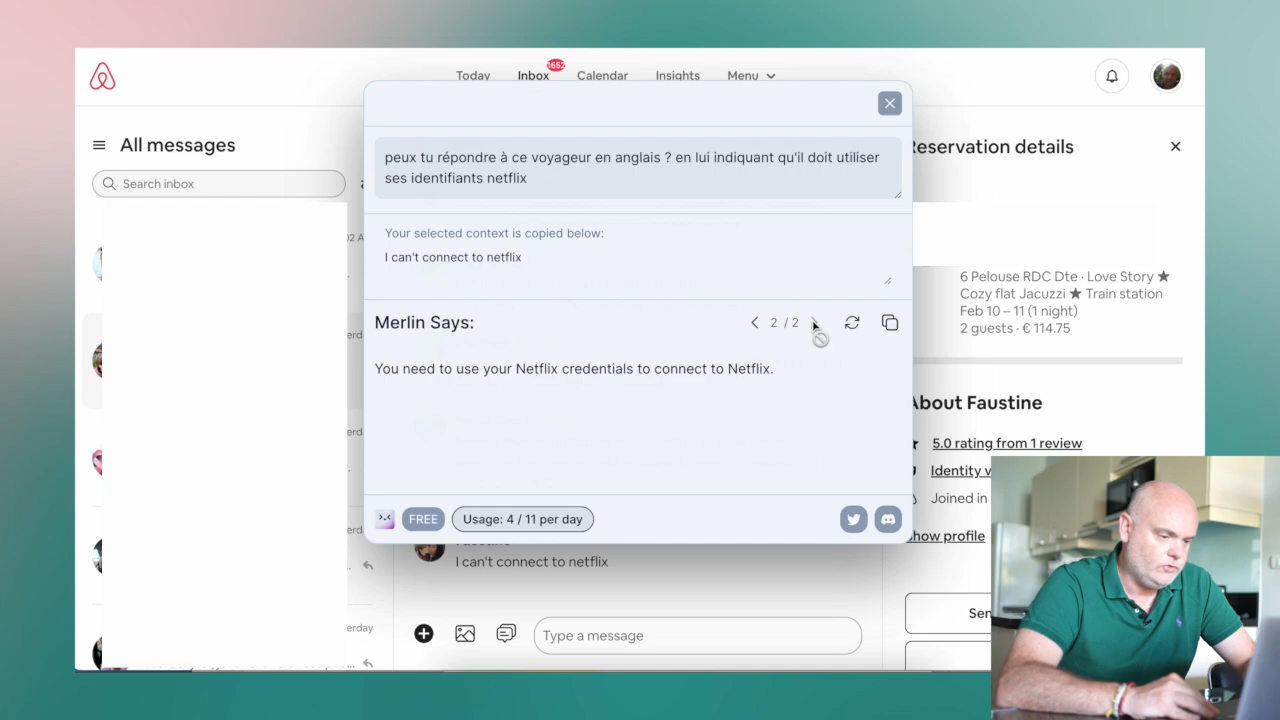 Today
Inbox
1652
Calendar
Insights
Menu
All messages
Search inbox
peux tu répondre à ce voyageur en anglais ? en lui indiquant qu'il doit utiliser
ses identifiants netflix
Your selected context is copied below:
I can't connect to netflix
Merlin Says:
2 / 2
You need to use your Netflix credentials to connect to Netflix.
FREE
Usage: 4 / 11 per day
I can't connect to netflix
Type a message
Reservation details
6 Pelouse RDC Dte · Love Story ★
Cozy flat Jacuzzi ★ Train station
Feb 10 – 11 (1 night)
2 guests · € 114.75
About Faustine
5.0 rating from 1 review
Identity v
Joined in
how profile
Sen